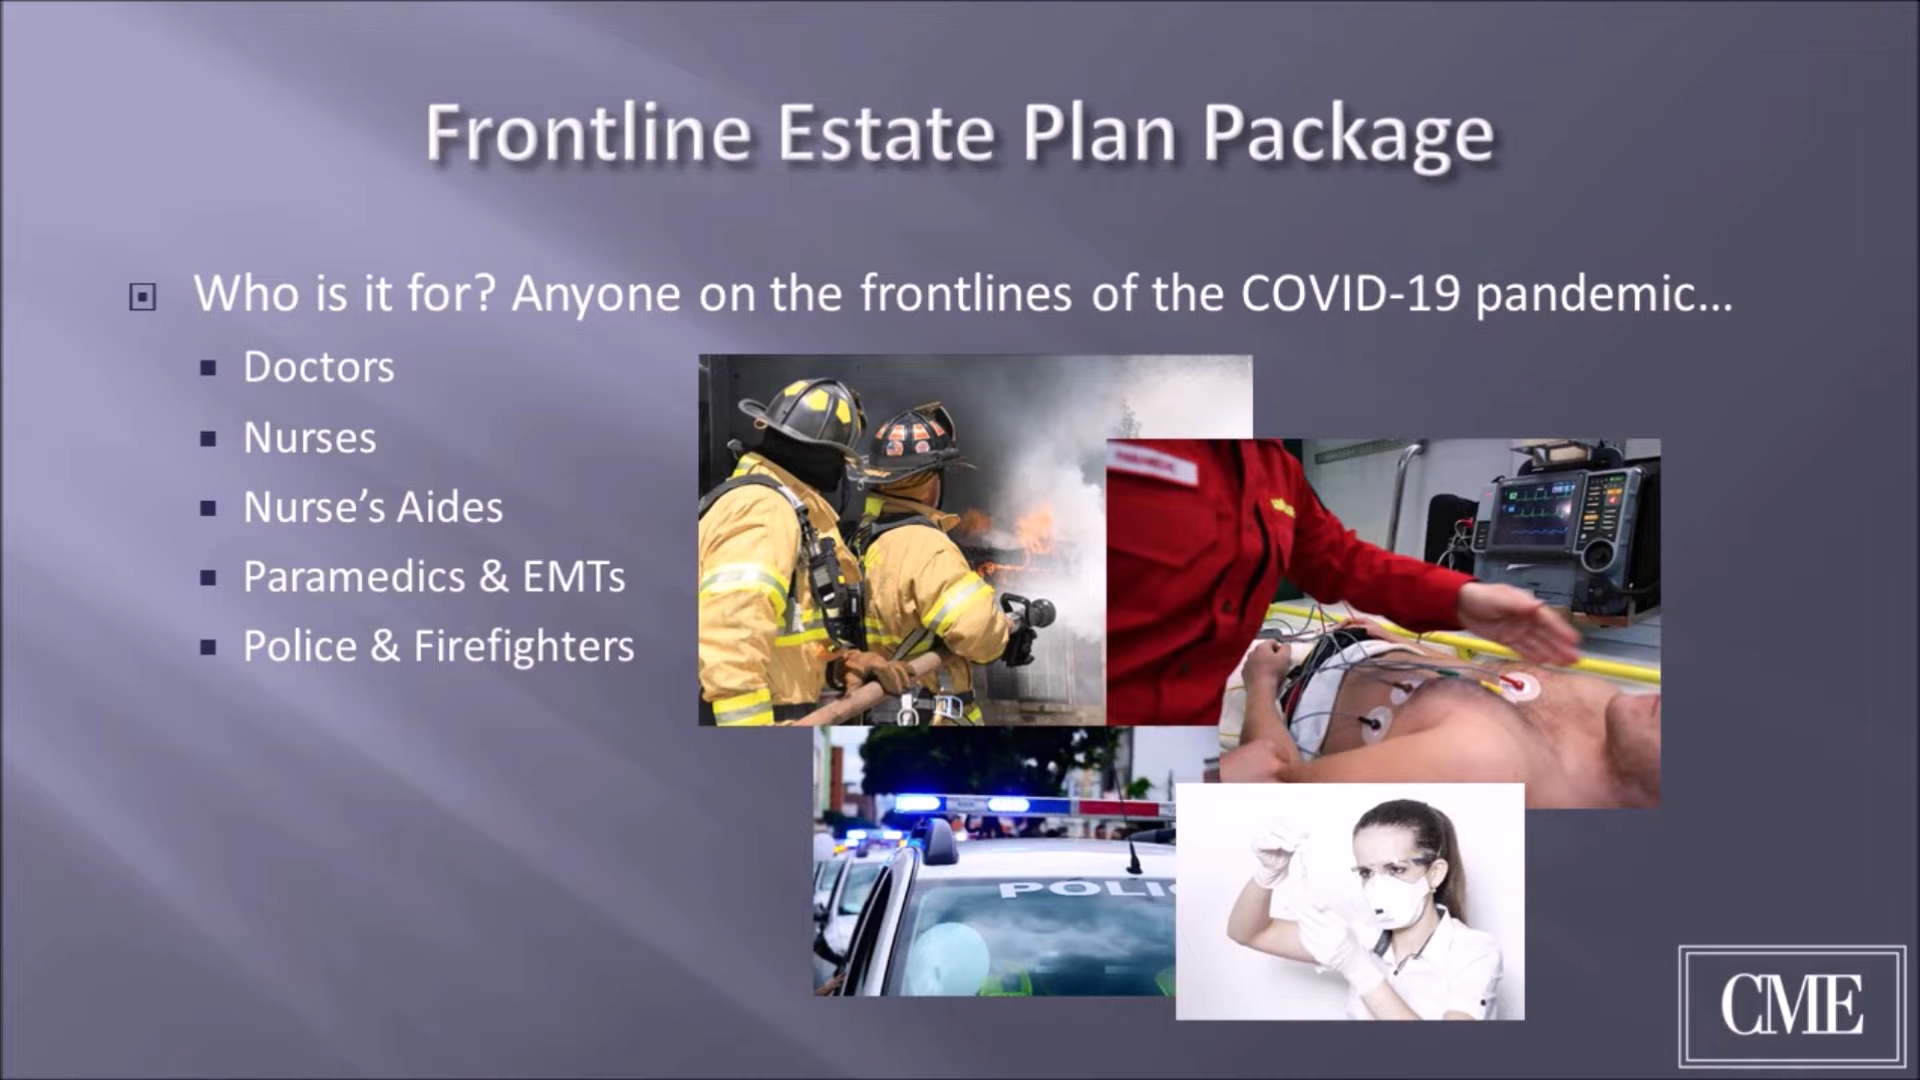 Frontline Estate Plan Package
Who is it for? Anyone on the frontlines of the COVID-19 pandemic...
Doctors
Nurses
Nurse’s Aides
Paramedics & EMTs
Police & Firefighters
POLIC
CME